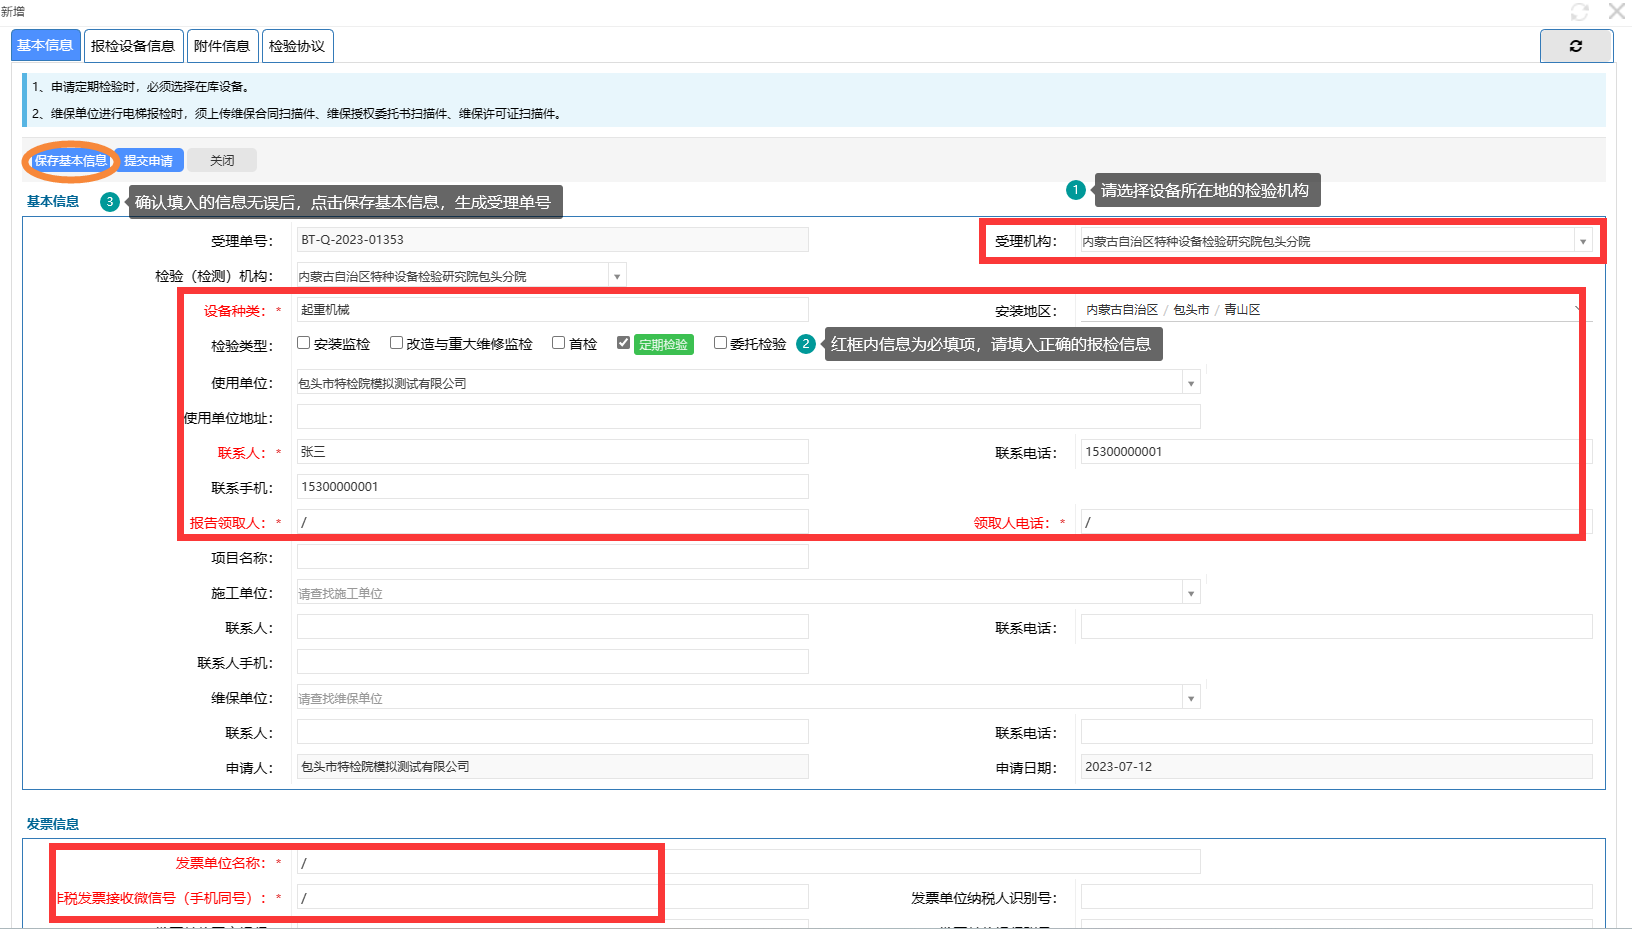 新增
基本信息 报检设备信息 附件信息 检验协议
1、申请定期检验时，必须选择在库设备。
2、维保单位进行电梯报检时，须上传维保合同扫描件、维保授权委托书扫描件、维保许可证扫描件。
保存基本信息 提交申请 关闭
基本信息 3 确认填入的信息无误后，点击保存基本信息，生成受理单号 1 请选择设备所在地的检验机构
受理单号： BT-Q-2023-01353 受理机构： 内蒙古自治区特种设备检验研究院包头分院
检验（检测）机构： 内蒙古自治区特种设备检验研究院包头分院
设备种类：* 起重机械 安装地区： 内蒙古自治区 / 包头市 / 青山区
检验类型： 安装监检 改造与重大维修监检 首检 定期检验 委托检验 2 红框内信息为必填项，请填入正确的报检信息
使用单位： 包头市特检院模拟测试有限公司
使用单位地址：
联系人：* 张三 联系电话： 15300000001
联系手机： 15300000001
报告领取人：* / 领取人电话：* /
项目名称：
施工单位： 请查找施工单位
联系人： 联系电话：
联系人手机：
维保单位： 请查找维保单位
联系人： 联系电话：
申请人： 包头市特检院模拟测试有限公司 申请日期： 2023-07-12
发票信息
发票单位名称：* /
非税发票接收微信号（手机同号）：* / 发票单位纳税人识别号：